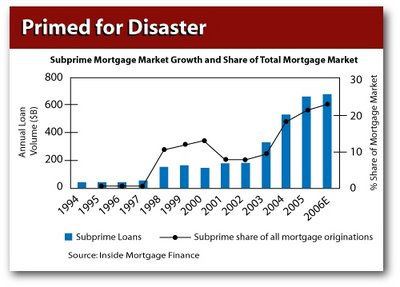 Primed for Disaster
Subprime Mortgage Market Growth and Share of Total Mortgage Market
Annual Loan
Volume ($B)
800
600
400
200
0
30
20
10
0
% Share of Mortgage Market
1994
1995
1996
1997
1998
1999
2000
2001
2002
2003
2004
2005
2006E
Subprime Loans
Subprime share of all mortgage originations
Source: Inside Mortgage Finance